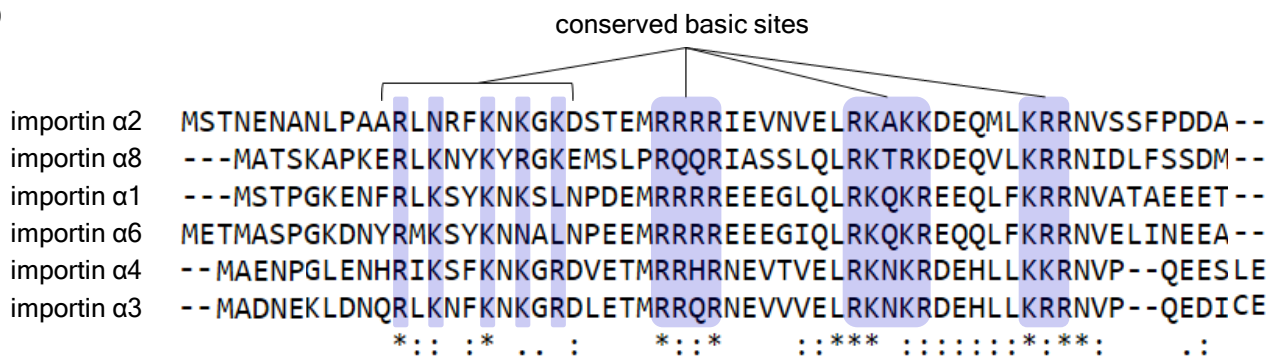 )
conserved basic sites
importin α2 MSTNENANLPAARLNRFKNKGKDSTEMRRRRIEVNVELRKAKKDEQMLKRRNVSSFPDDA--
importin α8 ---MATSKAPKERLKNYKYRGKEMSLPRQQRIASSLQLRKTRKDEQVLKRRNIDLFSSDM--
importin α1 ---MSTPGKENFRLKSYKNKSLNPDEMRRRREEEGLQLRKQKREEQLFKRRNVATAEEET--
importin α6 METMASPGKDNYRMKSYKNNALNPEEMRRRREEEGIQLRKQKREQQLFKRRNVELINEEA--
importin α4 --MAENPGLENHRIKSFKNKGRDVETMRRHRNEVTVELRKNKRDEHLLKKRNVP--QEESLE
importin α3 --MADNEKLDNQRLKNFKNKGRDLETMRRQRNEVVVELRKNKRDEHLLKRRNVP--QEDICE
*:: :* .. : *::* ::*** :::::::*:**: .: